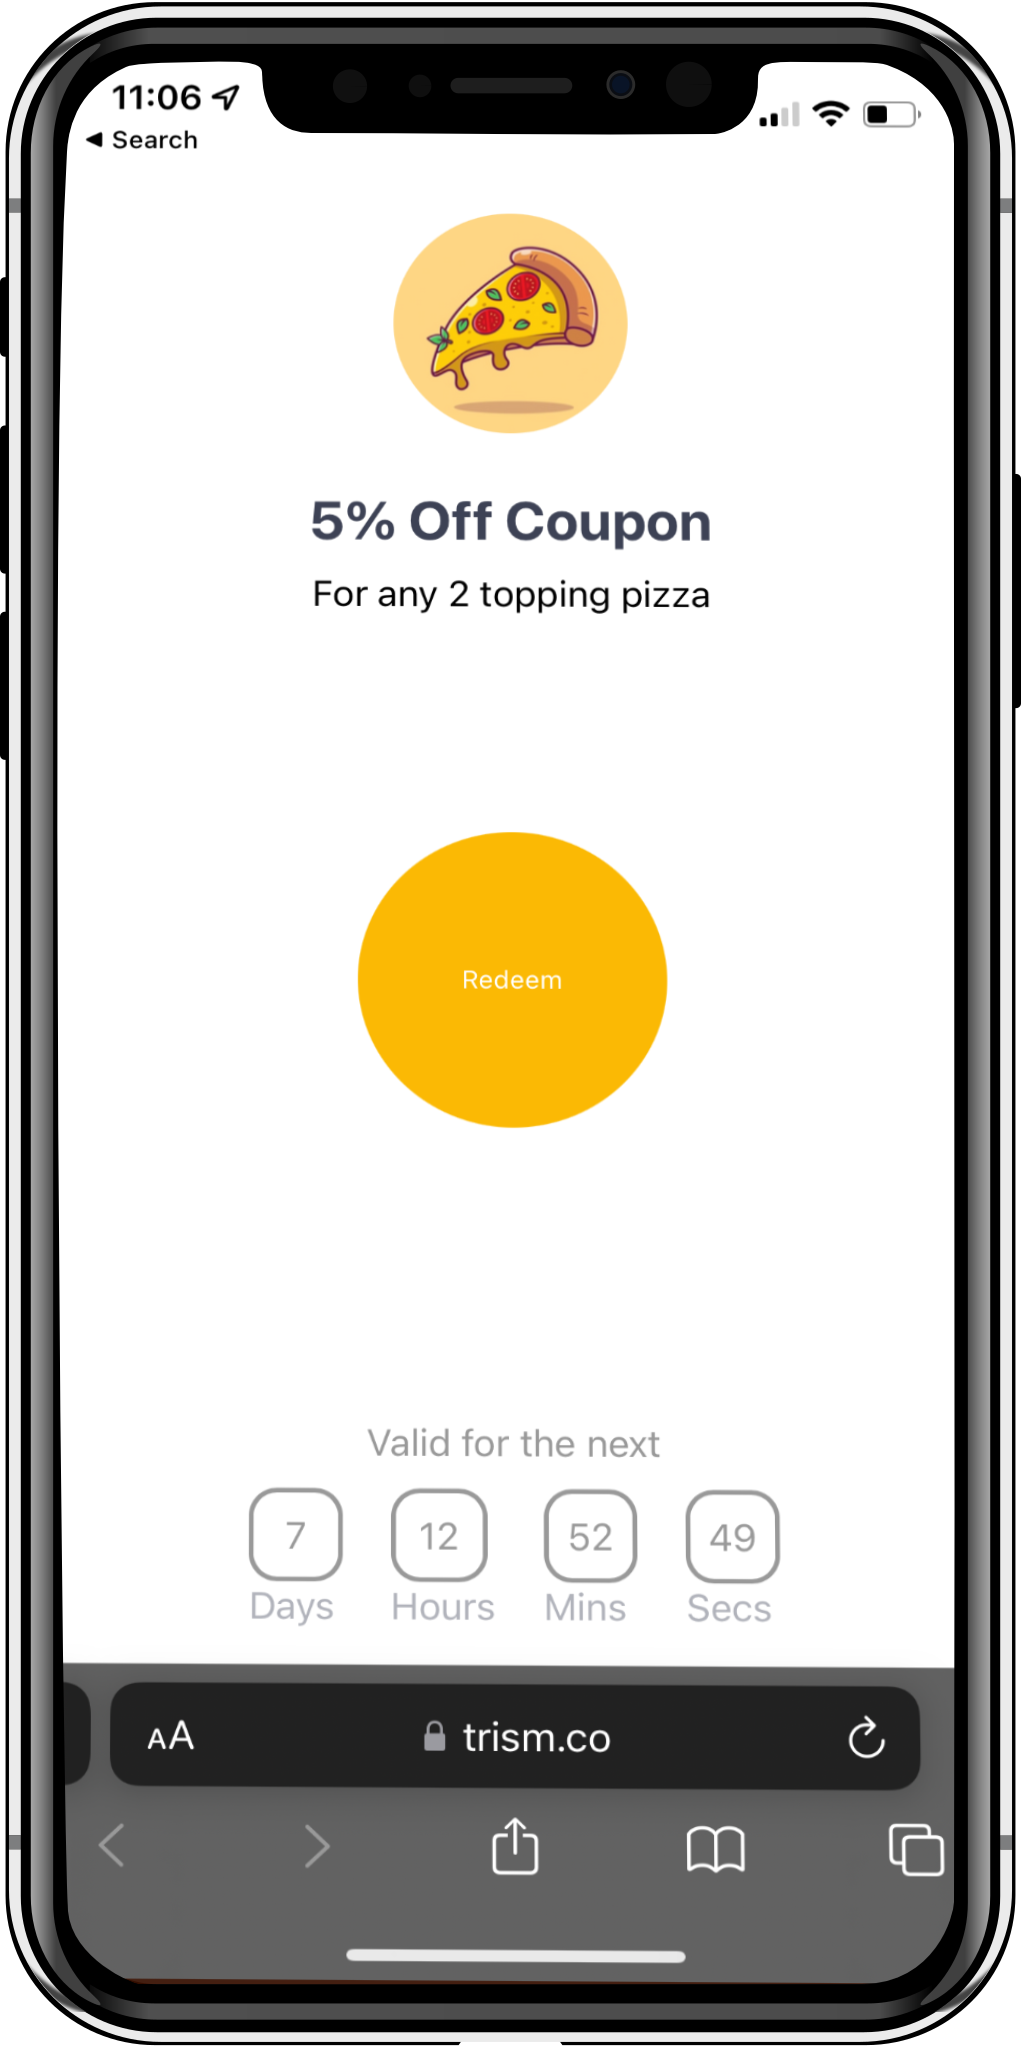 11:06
◀ Search
5% Off Coupon
For any 2 topping pizza
Redeem
Valid for the next
7 12 52 49
Days Hours Mins Secs
AA trism.co